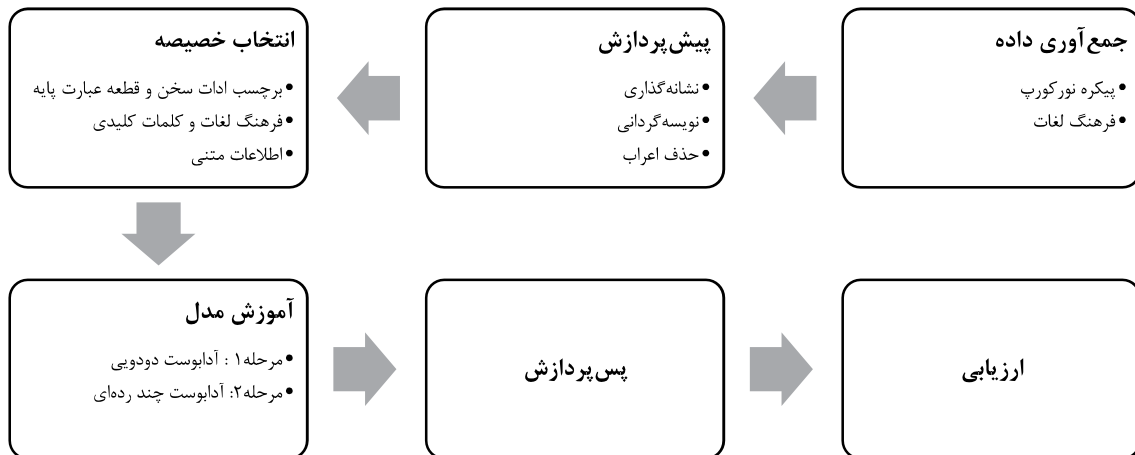 جمع‌آوری داده
•پیکره نورکورپ
•فرهنگ لغات
پیش‌پردازش
•نشانه‌گذاری
•نویسه‌گردانی
•حذف اعراب
انتخاب خصیصه
•برچسب ادات سخن و قطعه عبارت پایه
•فرهنگ لغات و کلمات کلیدی
•اطلاعات متنی
آموزش مدل
•مرحله۱ : آدابوست دودویی
•مرحله۲: آدابوست چند رده‌ای
پس‌پردازش
ارزیابی